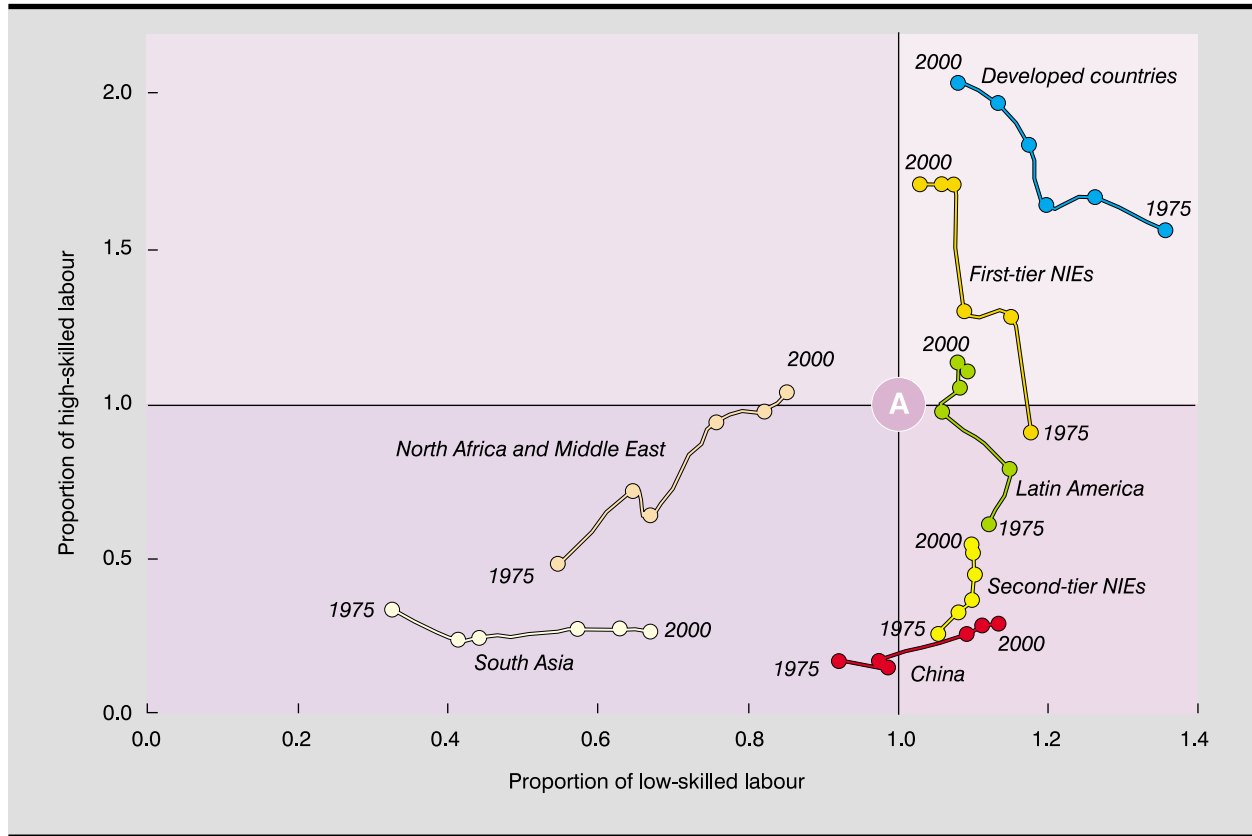 2000
Developed countries
2.0
2000
1975
1.5
First-tier NIEs
2000
2000
1.0
A
1975
North Africa and Middle East
Latin America
1975
2000
0.5
1975
Second-tier NIEs
1975
2000
1975
2000
South Asia
1975
China
0.0
0.0
0.2
0.4
0.6
0.8
1.0
1.2
1.4
Proportion of low-skilled labour
Proportion of high-skilled labour